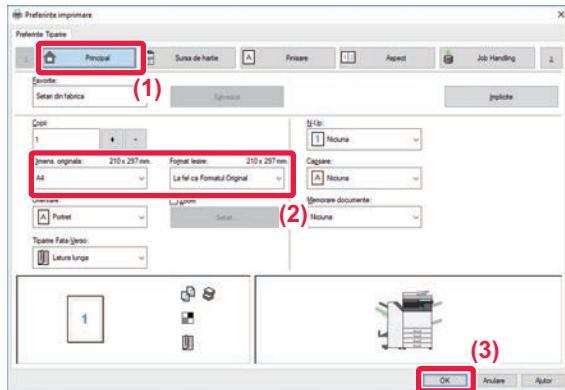 Preferinte imprimare
Preferinte Tiparire
Principal
Sursa de hartie
Finisare
Aspect
Job Handling
Favorite:
Setari din fabrica
(1)
Implicite
Copii:
1
N-Up:
1 Niciuna
Imens. originala: 210 x 297 mm.
Format Iesire: 210 x 297 mm.
A4
La fel ca Formatul Original
Capsare:
A Niciuna
(2)
Orientare:
Zoom
Memorare documente:
A Portret
Setari...
Niciuna
Tiparire Fata-Verso:
Latura lunga
1
(3)
OK
Anulare
Ajutor